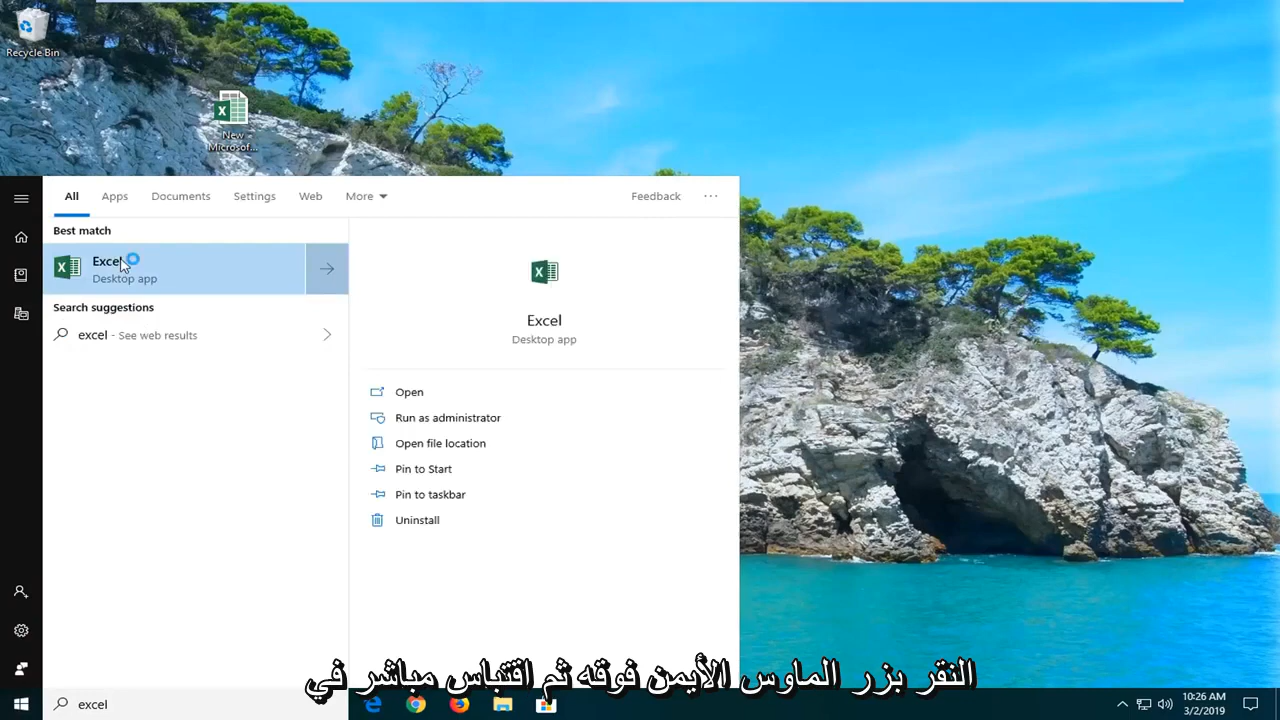 Recycle Bin
New
Microsof...
All Apps Documents Settings Web More Feedback ...
Best match
Excel
Desktop app
Search suggestions
excel - See web results
Excel
Desktop app
Open
Run as administrator
Open file location
Pin to Start
Pin to taskbar
Uninstall
النقر بزر الماوس الأيمن فوقه ثم اقتباس مباشر في
excel
10:26 AM
3/2/2019